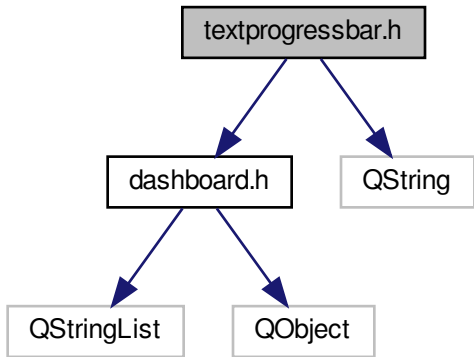 textprogressbar.h
dashboard.h
QString
QStringList
QObject